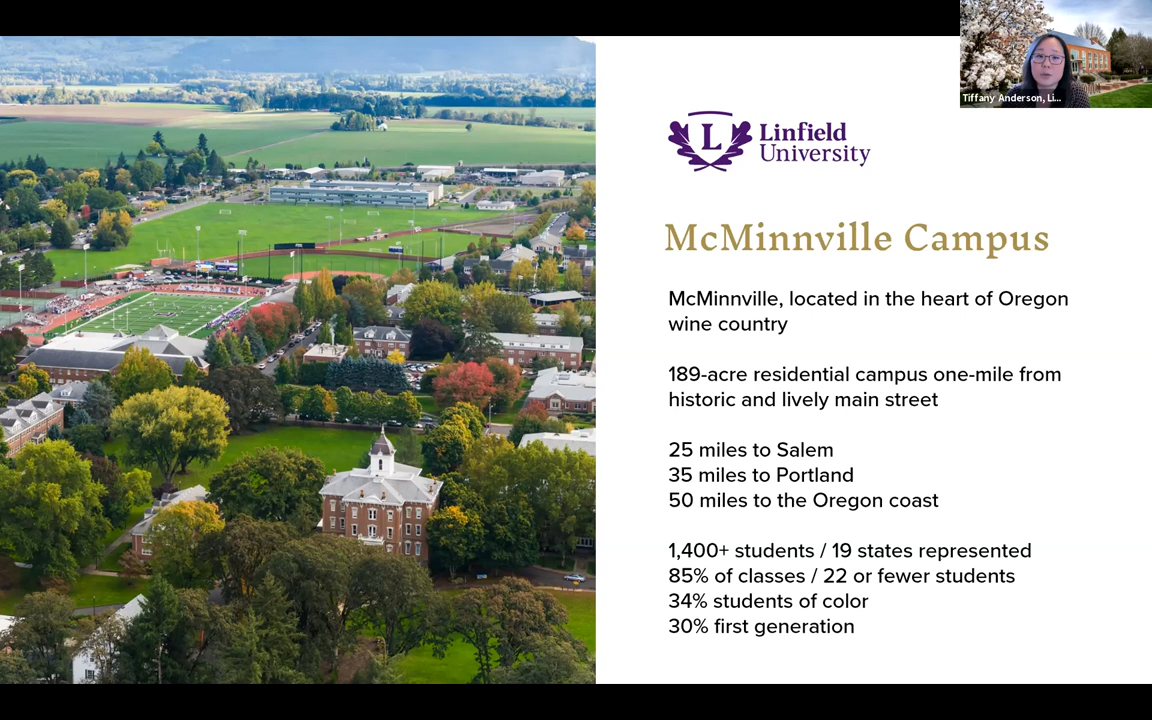 Tiffany Anderson, Li...
L
Linfield
University
McMinnville Campus
McMinnville, located in the heart of Oregon
wine country
189-acre residential campus one-mile from
historic and lively main street
25 miles to Salem
35 miles to Portland
50 miles to the Oregon coast
1,400+ students / 19 states represented
85% of classes / 22 or fewer students
34% students of color
30% first generation